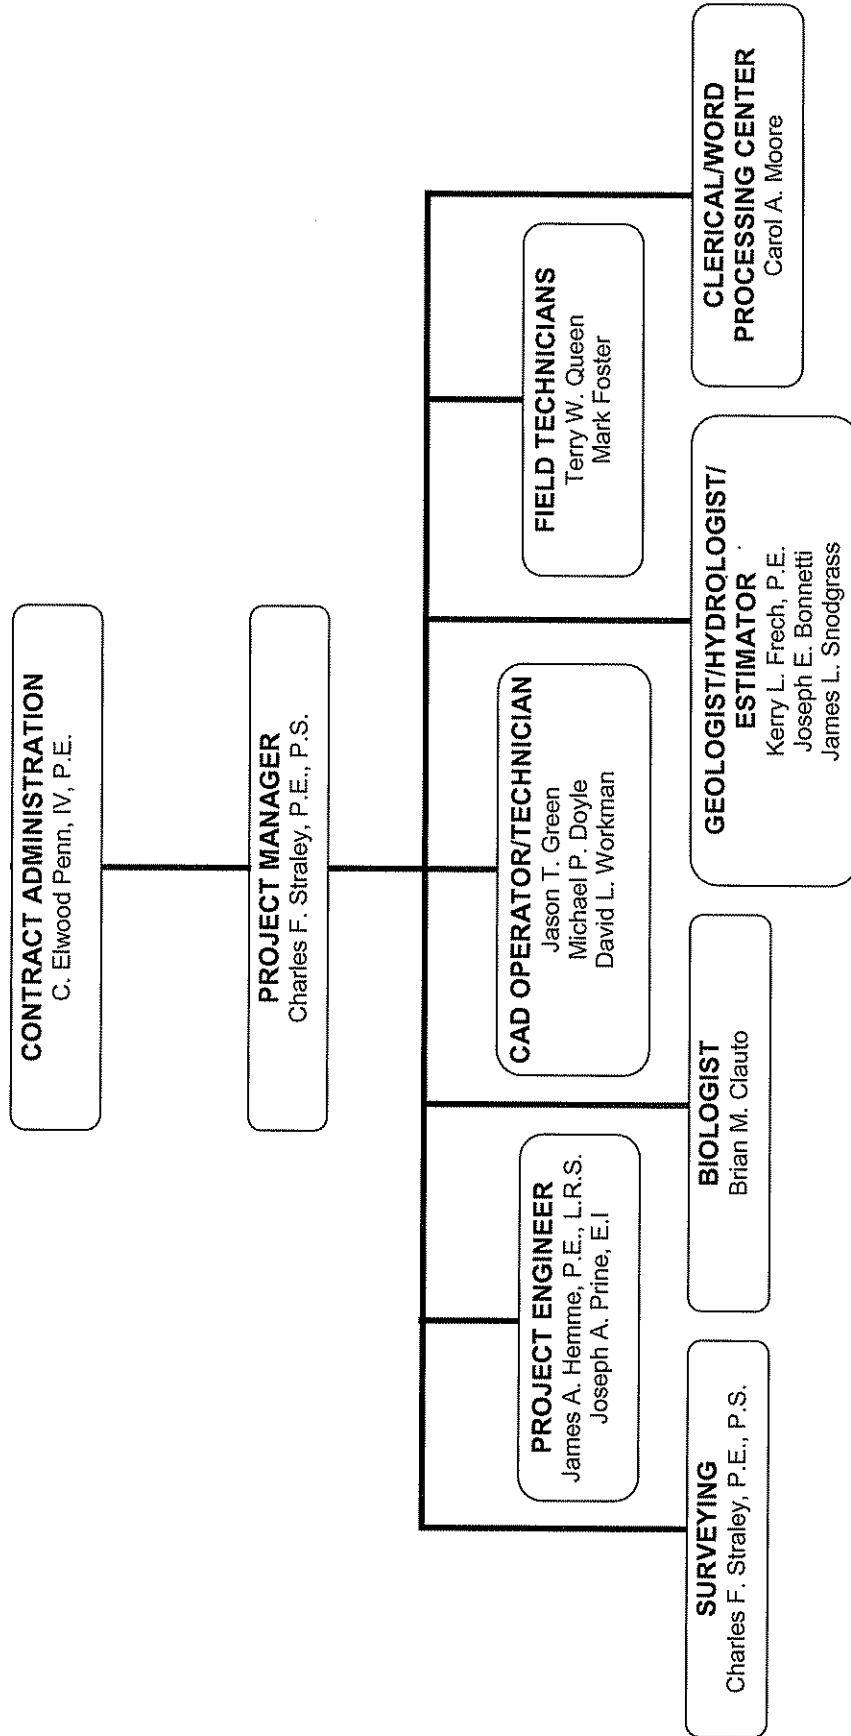 CONTRACT ADMINISTRATION
C. Elwood Penn, IV, P.E.
PROJECT MANAGER
Charles F. Straley, P.E., P.S.
PROJECT ENGINEER
James A. Hemme, P.E., L.R.S.
Joseph A. Prine, E.I
CAD OPERATOR/TECHNICIAN
Jason T. Green
Michael P. Doyle
David L. Workman
FIELD TECHNICIANS
Terry W. Queen
Mark Foster
SURVEYING
Charles F. Straley, P.E., P.S.
BIOLOGIST
Brian M. Clauto
GEOLOGIST/HYDROLOGIST/
ESTIMATOR
Kerry L. Frech, P.E.
Joseph E. Bonnetti
James L. Snodgrass
CLERICAL/WORD
PROCESSING CENTER
Carol A. Moore